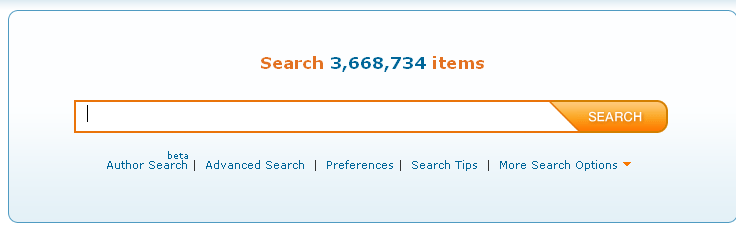 Search 3,668,734 items
SEARCH
beta
Author Search | Advanced Search | Preferences | Search Tips | More Search Options